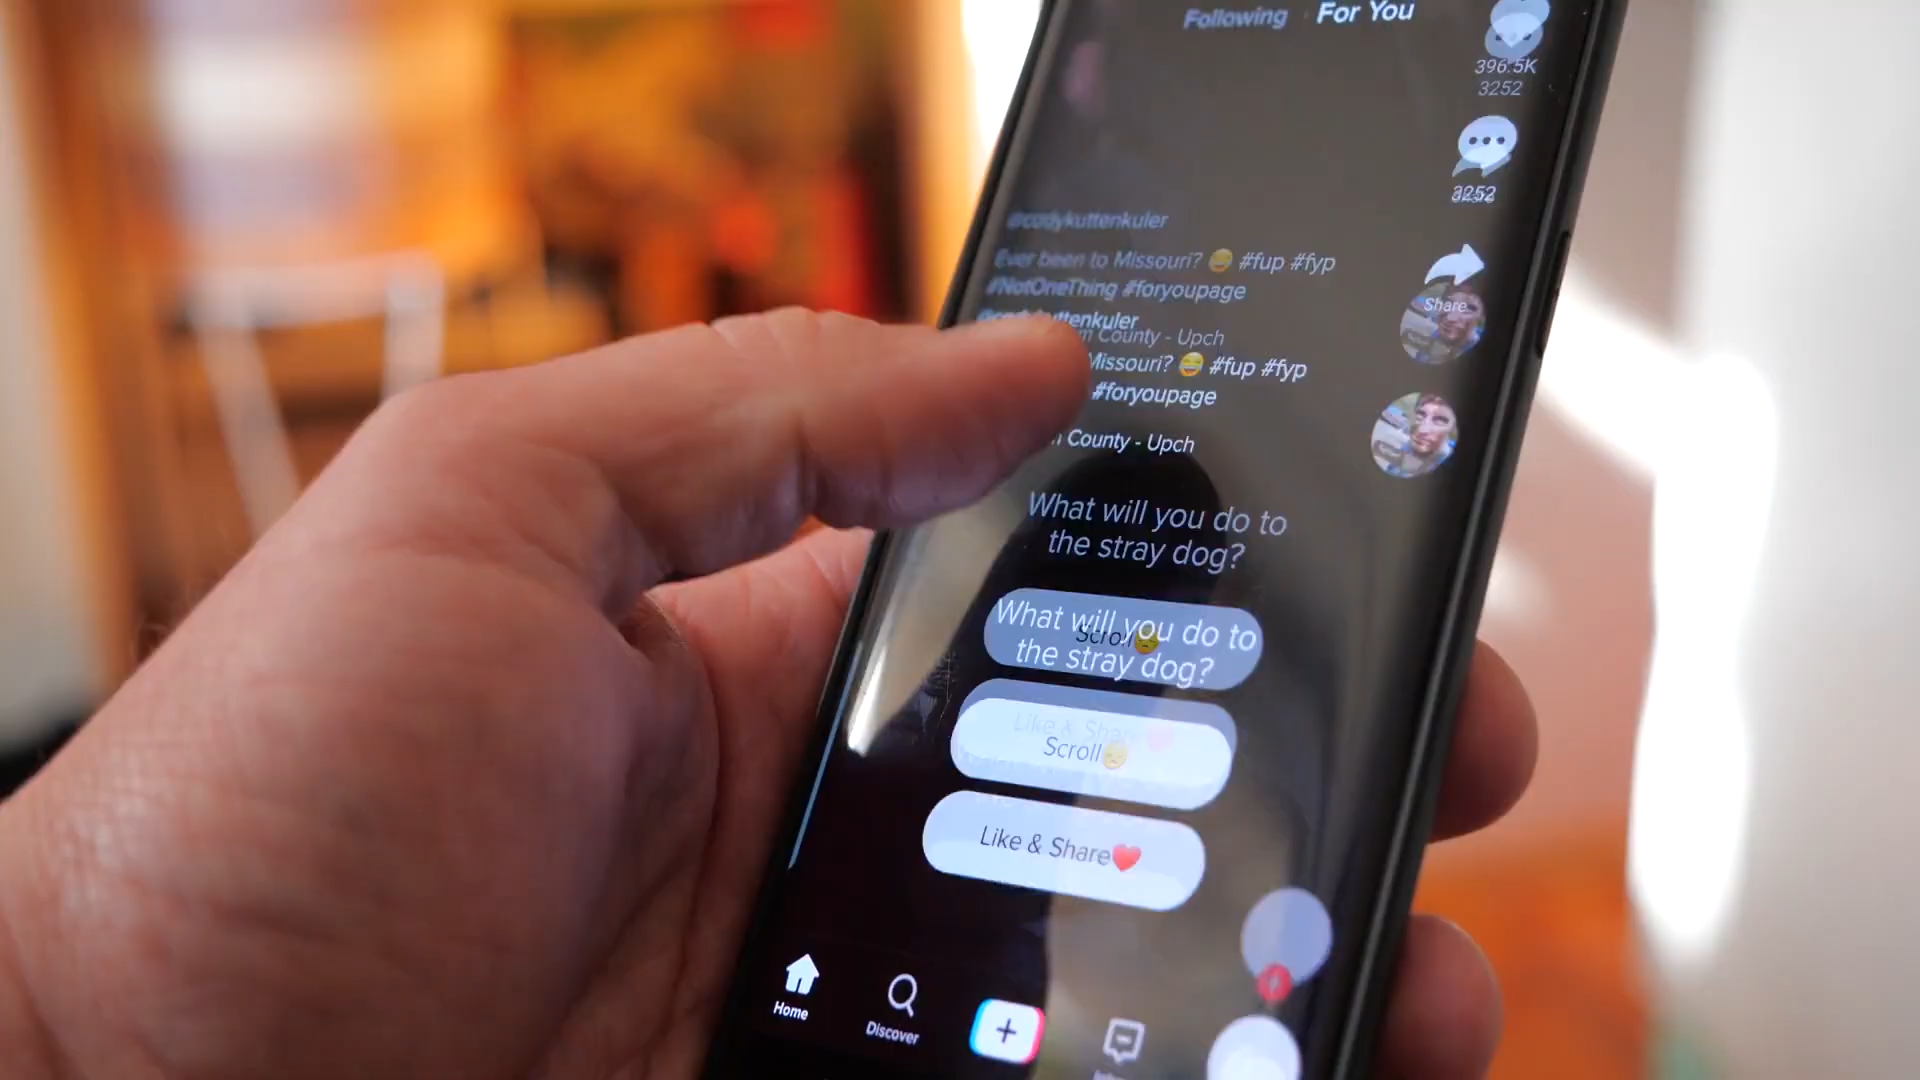 Following
For You
396.5K
3252
3252
@codykuttenkuler
Ever been to Missouri? 😅 #fup #fyp
#NotOneThing #foryoupage
Share
County - Upch
Missouri? 😅 #fup #fyp
#foryoupage
County - Upch
What will you do to
the stray dog?
What will you do to
the stray dog?
Scroll😔
Like & Share❤️
Scroll😔
Like & Share❤️
Home
Discover